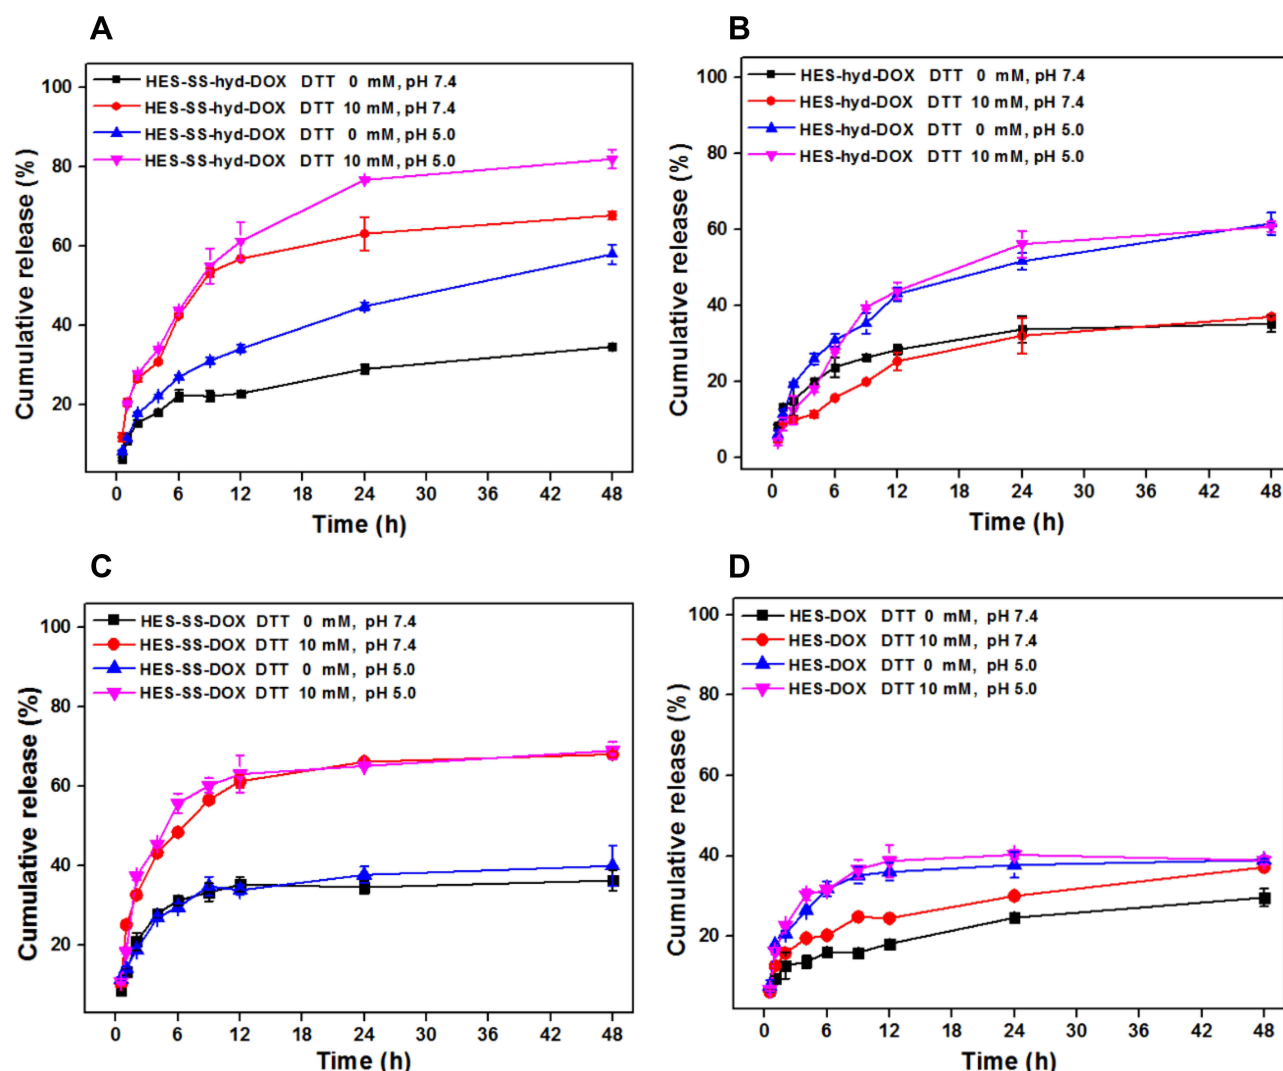 A
HES-SS-hyd-DOX DTT 0 mM, pH 7.4
HES-SS-hyd-DOX DTT 10 mM, pH 7.4
HES-SS-hyd-DOX DTT 0 mM, pH 5.0
HES-SS-hyd-DOX DTT 10 mM, pH 5.0
Cumulative release (%)
100
80
60
40
20
0 6 12 18 24 30 36 42 48
Time (h)
B
HES-hyd-DOX DTT 0 mM, pH 7.4
HES-hyd-DOX DTT 10 mM, pH 7.4
HES-hyd-DOX DTT 0 mM, pH 5.0
HES-hyd-DOX DTT 10 mM, pH 5.0
Cumulative release (%)
100
80
60
40
20
0
0 6 12 18 24 30 36 42 48
Time (h)
C
HES-SS-DOX DTT 0 mM, pH 7.4
HES-SS-DOX DTT 10 mM, pH 7.4
HES-SS-DOX DTT 0 mM, pH 5.0
HES-SS-DOX DTT 10 mM, pH 5.0
Cumulative release (%)
100
80
60
40
20
0 6 12 18 24 30 36 42 48
Time (h)
D
HES-DOX DTT 0 mM, pH 7.4
HES-DOX DTT 10 mM, pH 7.4
HES-DOX DTT 0 mM, pH 5.0
HES-DOX DTT 10 mM, pH 5.0
Cumulative release (%)
100
80
60
40
20
0 6 12 18 24 30 36 42 48
Time (h)